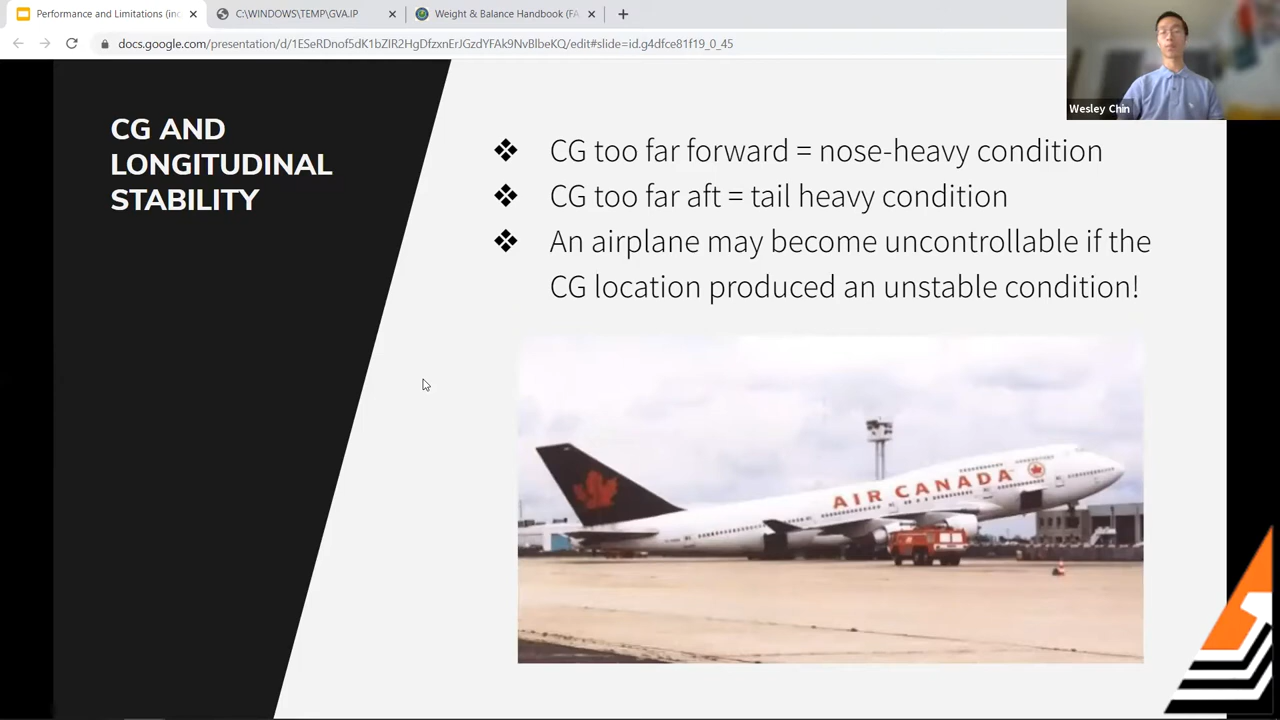 Performance and Limitations (inc
C:\WINDOWS\TEMP\GVA.IP
Weight & Balance Handbook (FA
docs.google.com/presentation/d/1ESeRDnof5dK1bZIR2HgDfzxnErJGzdYFAk9NvBlbeKQ/edit#slide=id.g4dfce81f19_0_45
Wesley Chin
CG AND
LONGITUDINAL
STABILITY
❖ CG too far forward = nose-heavy condition
❖ CG too far aft = tail heavy condition
❖ An airplane may become uncontrollable if the
CG location produced an unstable condition!
AIR CANADA